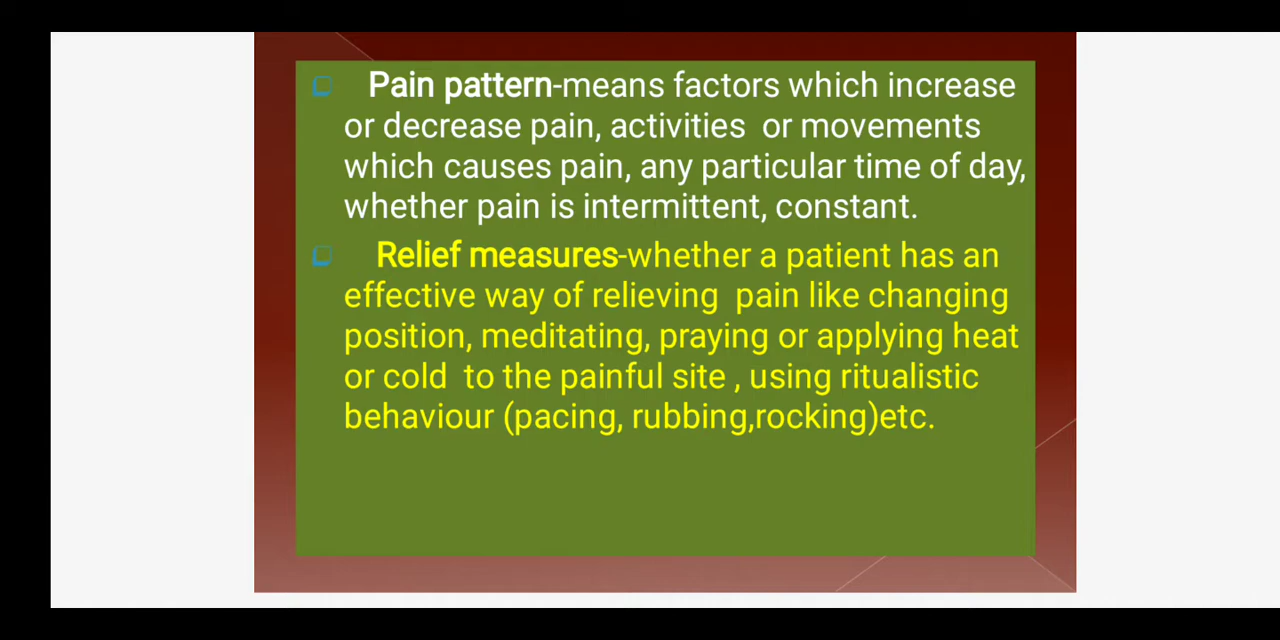 Pain pattern-means factors which increase
or decrease pain, activities or movements
which causes pain, any particular time of day,
whether pain is intermittent, constant.
Relief measures-whether a patient has an
effective way of relieving pain like changing
position, meditating, praying or applying heat
or cold to the painful site , using ritualistic
behaviour (pacing, rubbing,rocking)etc.